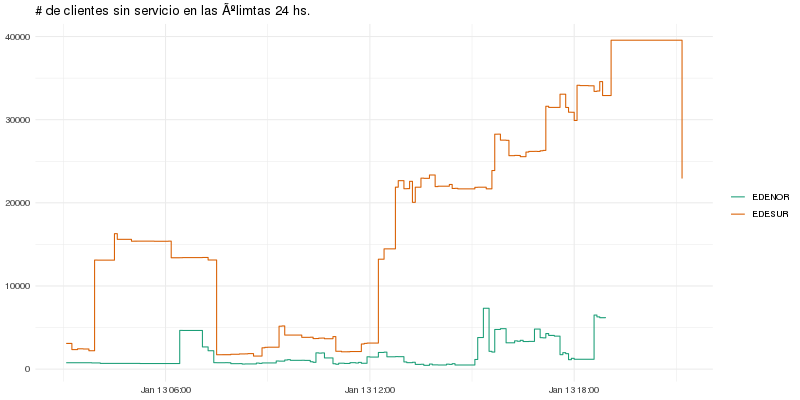 # de clientes sin servicio en las Ãºlimtas 24 hs.
40000
30000
20000
10000
0
Jan 13 06:00
Jan 13 12:00
Jan 13 18:00
EDENOR
EDESUR